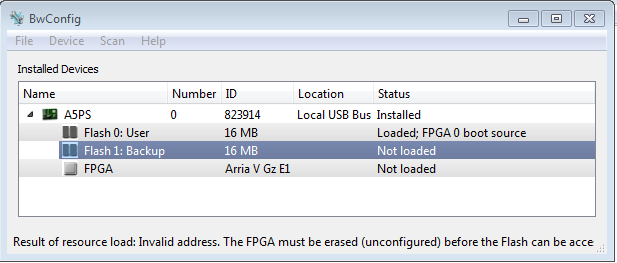 BwConfig
File Device Scan Help
Installed Devices
Name Number ID Location Status
A5PS 0 823914 Local USB Bus Installed
Flash 0: User 16 MB Loaded; FPGA 0 boot source
Flash 1: Backup 16 MB Not loaded
FPGA Arria V Gz E1 Not loaded
Result of resource load: Invalid address. The FPGA must be erased (unconfigured) before the Flash can be acce